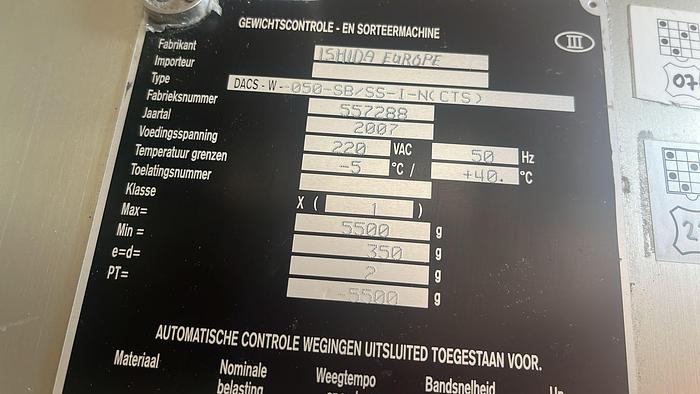 GEWICHTSCONTROLE - EN SORTEERMACHINE
III
Fabrikant ISHIDA EUROPE
Importeur
Type DACS - W - -050-SB/SS-I-N(CTS)
Fabrieksnummer 557288
Jaartal 2007
Voedingsspanning 220 VAC 50 Hz
Temperatuur grenzen -5 °C / +40. °C
Toelatingsnummer
Klasse X ( 1 )
Max= 5500 g
Min = 350 g
e=d= 2 g
PT= -5500 g
AUTOMATISCHE CONTROLE WEGINGEN UITSLUITED TOEGESTAAN VOOR.
Materiaal Nominale belasting Weegtempo Bandsnelheid
07